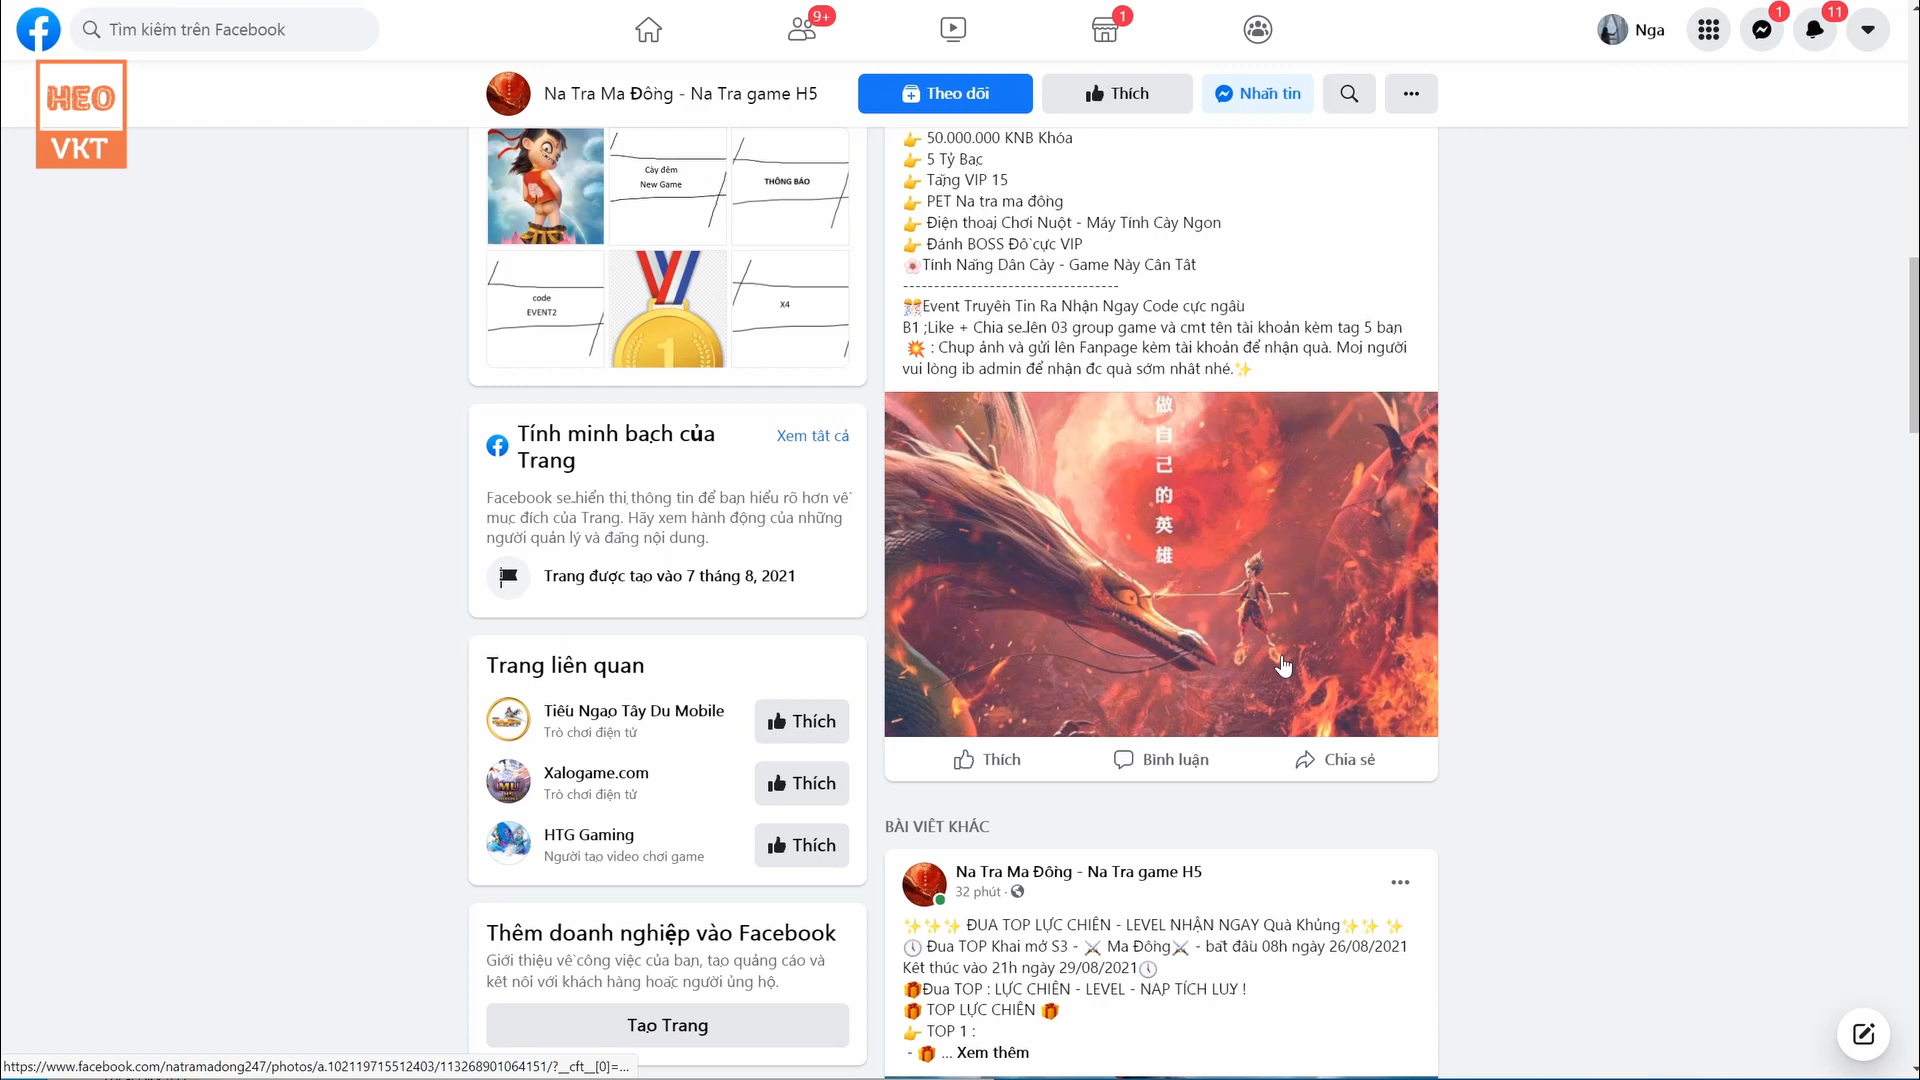 Tìm kiếm trên Facebook
9+
1
Nga
1
11
HEO
VKT
Na Tra Ma Đồng - Na Tra game H5
Theo dõi
Thích
Nhắn tin
Cày đêm
New Game
THÔNG BÁO
code
EVENT2
1
X4
Tính minh bạch của
Trang
Xem tất cả
Facebook sẽ hiển thị thông tin để bạn hiểu rõ hơn về
mục đích của Trang. Hãy xem hành động của những
người quản lý và đăng nội dung.
Trang được tạo vào 7 tháng 8, 2021
Trang liên quan
Tiếu Ngạo Tây Du Mobile
Trò chơi điện tử
Thích
Xalogame.com
Trò chơi điện tử
Thích
HTG Gaming
Người tạo video chơi game
Thích
Thêm doanh nghiệp vào Facebook
Giới thiệu về công việc của bạn, tạo quảng cáo và
kết nối với khách hàng hoặc người ủng hộ.
Tạo Trang
👉 50.000.000 KNB Khóa
👉 5 Tỷ Bạc
👉 Tặng VIP 15
👉 PET Na tra ma đồng
👉 Điện thoại Chơi Nuột - Máy Tính Cày Ngon
👉 Đánh BOSS Đồ cực VIP
🌸Tính Năng Dân Cày - Game Này Cân Tất
-----------------------------------
🎊Event Truyền Tin Ra Nhận Ngay Code cực ngầu
B1 ;Like + Chia sẻ lên 03 group game và cmt tên tài khoản kèm tag 5 bạn
💥 : Chụp ảnh và gửi lên Fanpage kèm tài khoản để nhận quà. Mọi người
vui lòng ib admin để nhận đc quà sớm nhất nhé.✨
做
自
己
的
英
雄
Thích
Bình luận
Chia sẻ
BÀI VIẾT KHÁC
Na Tra Ma Đồng - Na Tra game H5
32 phút ·
✨✨✨ ĐUA TOP LỰC CHIẾN - LEVEL NHẬN NGAY Quà Khủng✨✨ ✨
🕔 Đua TOP Khai mở S3 - ⚔ Ma Đồng⚔ - bắt đầu 08h ngày 26/08/2021
Kết thúc vào 21h ngày 29/08/2021🕔
🎁Đua TOP : LỰC CHIẾN - LEVEL - NẠP TÍCH LUỸ !
🎁 TOP LỰC CHIẾN 🎁
👉 TOP 1 :
- 🎁 ... Xem thêm
https://www.facebook.com/natramadong247/photos/a.102119715512403/113268901064151/?__cft__[0]=...